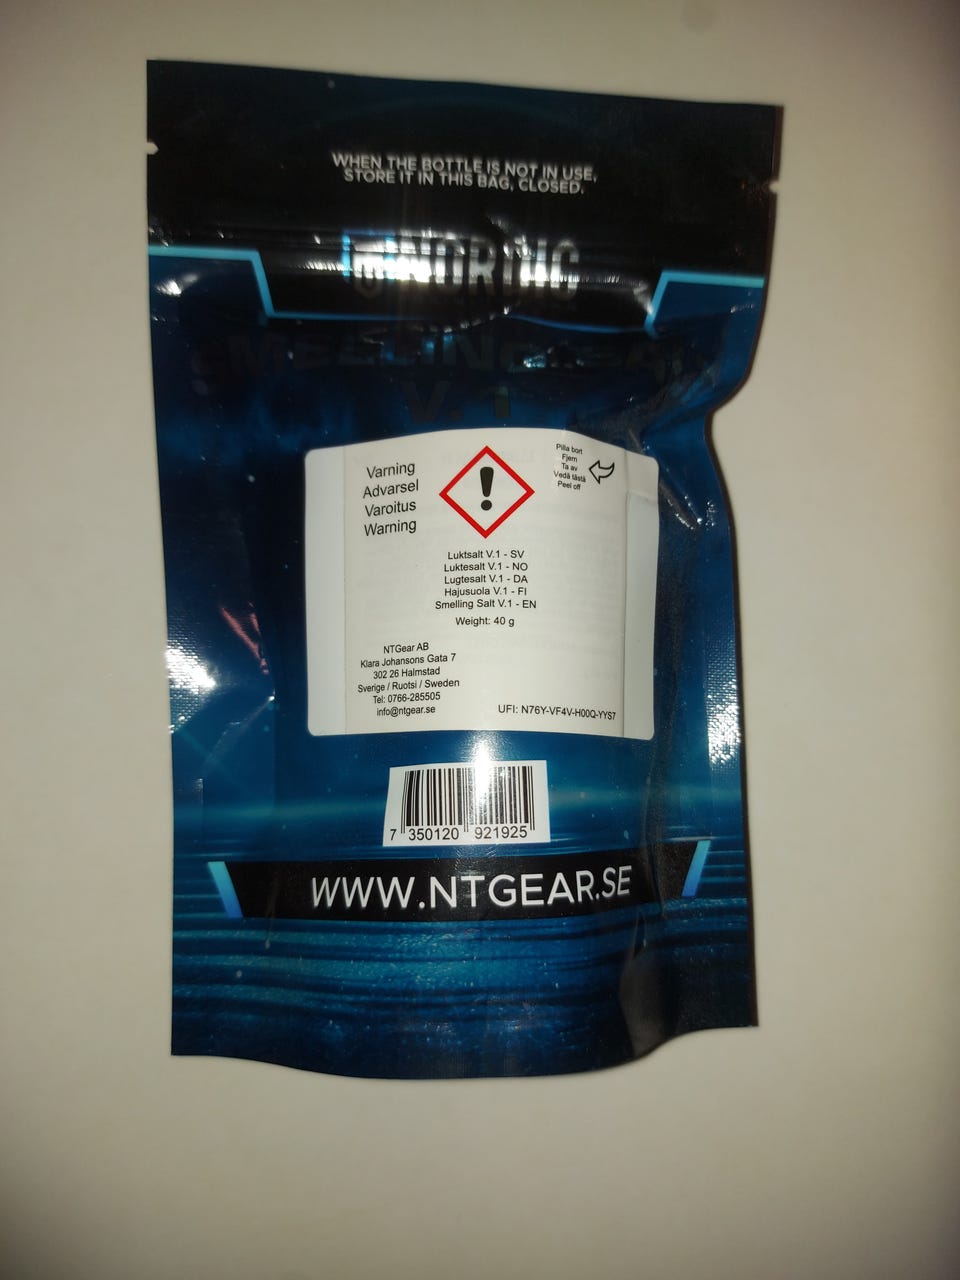 WHEN THE BOTTLE IS NOT IN USE,
STORE IT IN THIS BAG, CLOSED.
NORDIC
V.1
Varning
Advarsel
Varoitus
Warning
Pilla bort
Fjern
Ta av
Vedä tästä
Peel off
Luktsalt V.1 - SV
Luktesalt V.1 - NO
Lugtesalt V.1 - DA
Hajusuola V.1 - FI
Smelling Salt V.1 - EN
Weight: 40 g
NTGear AB
Klara Johansons Gata 7
302 26 Halmstad
Sverige / Ruotsi / Sweden
Tel: 0766-285505
info@ntgear.se
UFI: N76Y-VF4V-H00Q-YYS7
7 350120 921925
WWW.NTGEAR.SE